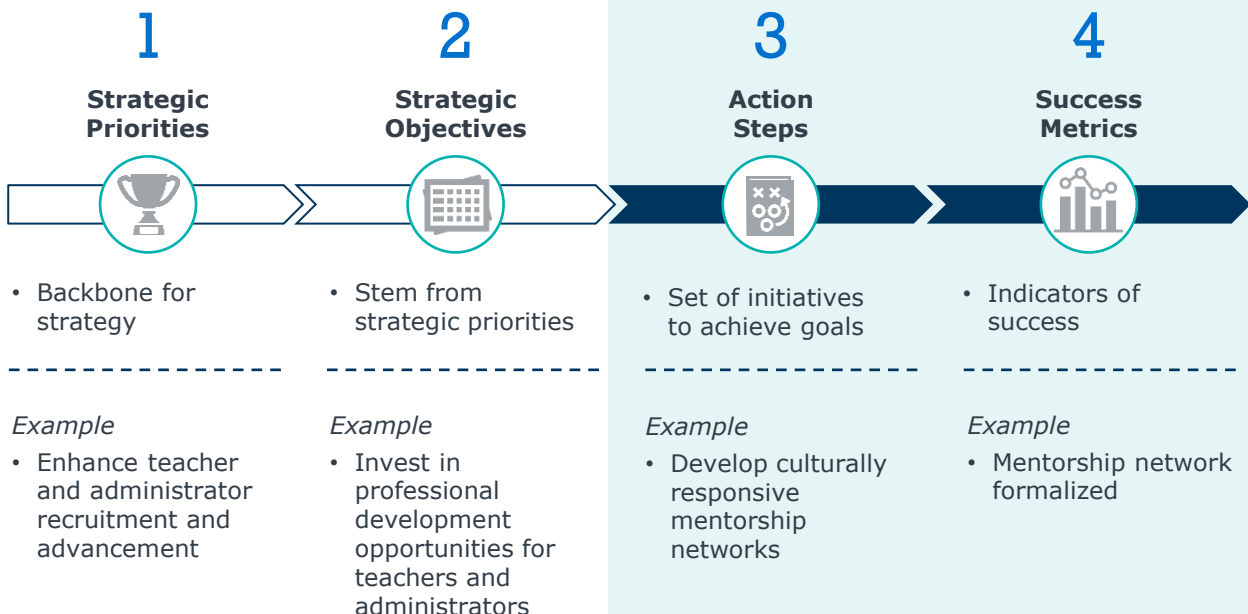 1
Strategic
Priorities
• Backbone for
strategy
Example
• Enhance teacher
and administrator
recruitment and
advancement
2
Strategic
Objectives
• Stem from
strategic priorities
Example
• Invest in
professional
development
opportunities for
teachers and
administrators
3
Action
Steps
• Set of initiatives
to achieve goals
Example
• Develop culturally
responsive
mentorship
networks
4
Success
Metrics
• Indicators of
success
Example
• Mentorship network
formalized